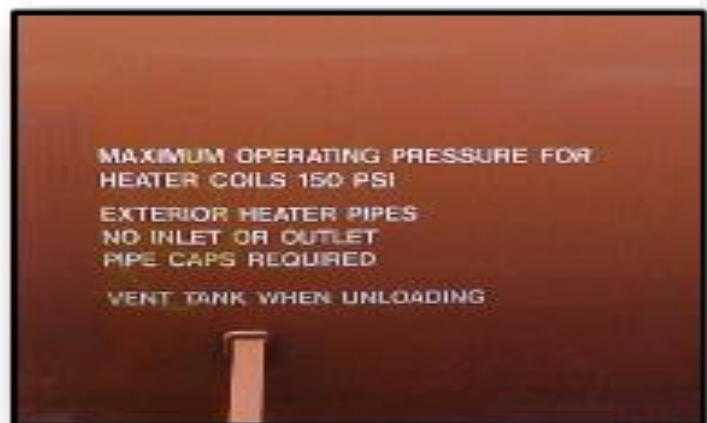 MAXIMUM OPERATING PRESSURE FOR
HEATER COILS 150 PSI
EXTERIOR HEATER PIPES
NO INLET OR OUTLET
PIPE CAPS REQUIRED
VENT TANK WHEN UNLOADING